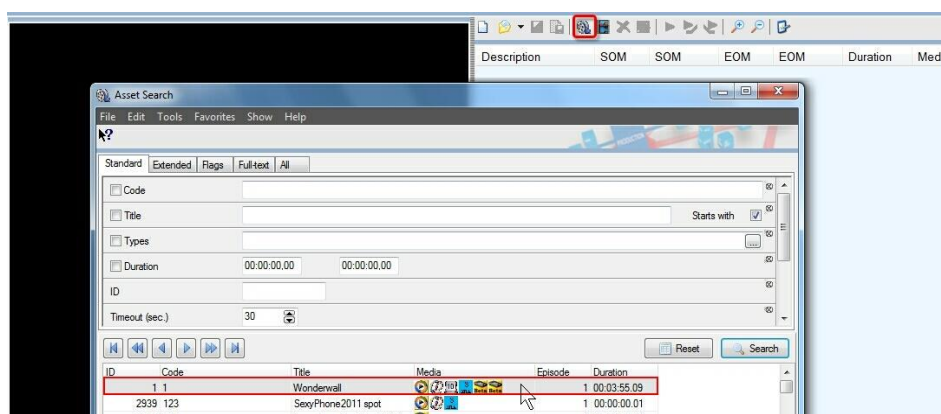 Description SOM SOM EOM EOM Duration Med
Asset Search
File Edit Tools Favorites Show Help
Standard Extended Flags Full-text All
Code
Title Starts with
Types ...
Duration 00:00:00,00 00:00:00,00
ID
Timeout (sec.) 30
Reset Search
ID Code Title Media Episode Duration
1 1 Wonderwall 1 00:03:55.09
2939 123 SexyPhone2011 spot 1 00:00:00.01